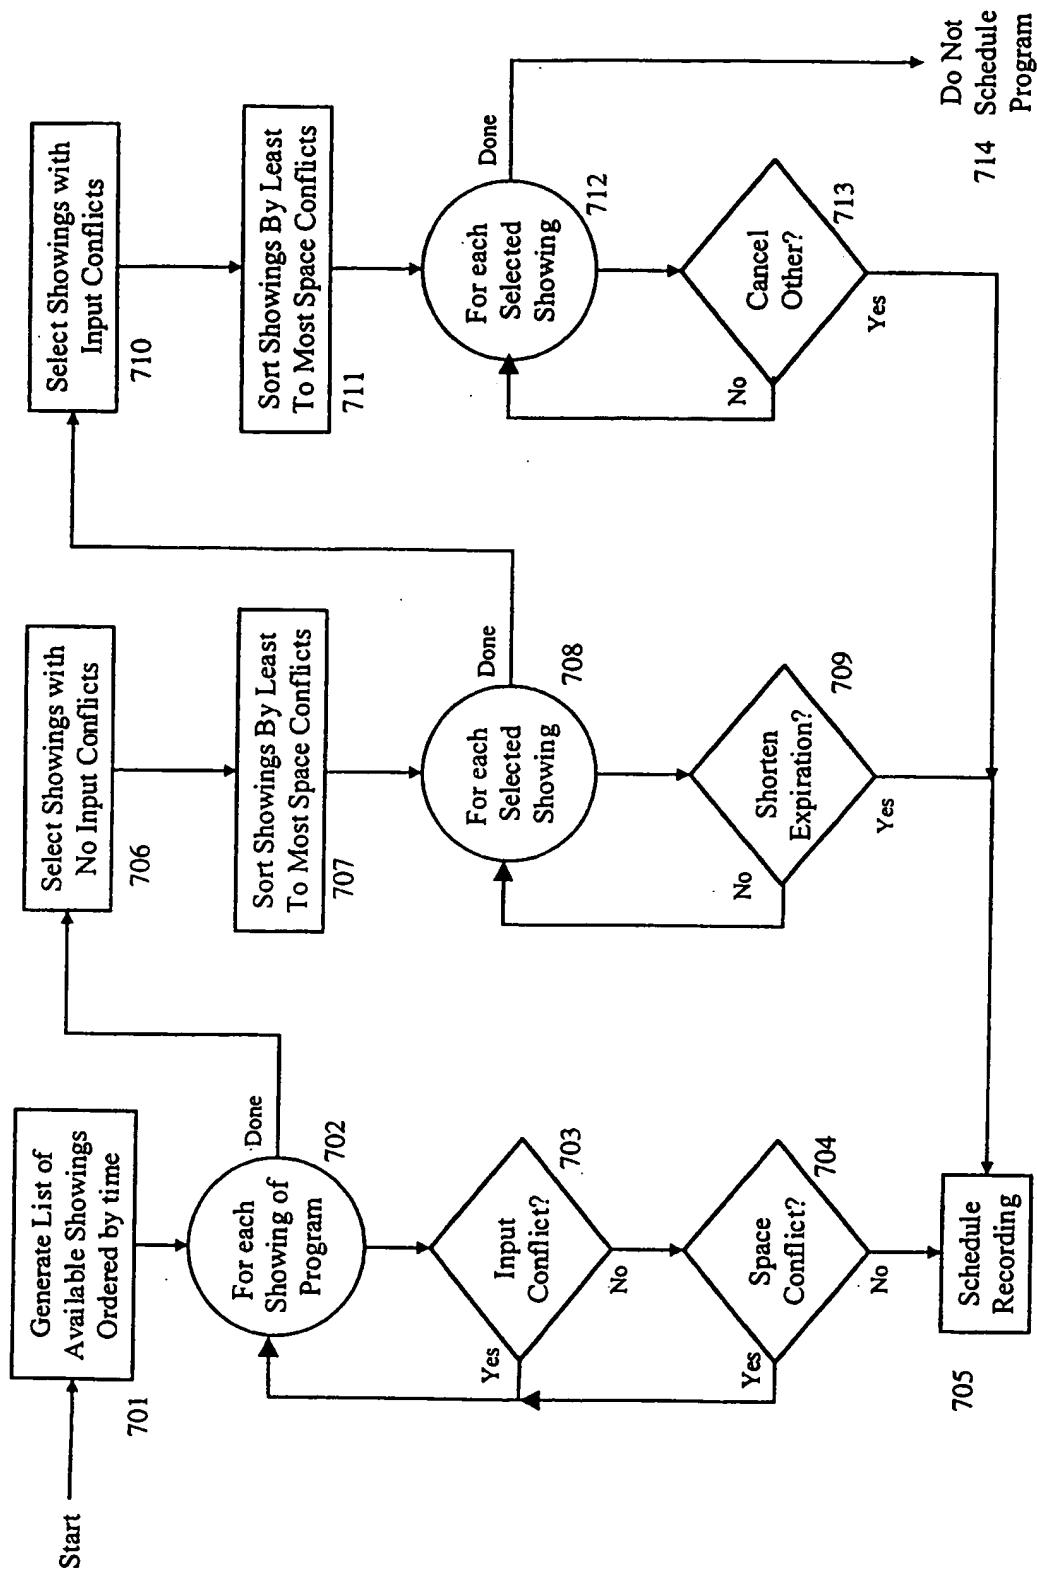 Start
Generate List of
Available Showings
Ordered by time
701
For each
Showing of
Program
702
Done
Input
Conflict?
703
Yes
No
Space
Conflict?
704
Yes
No
Schedule
Recording
705
Select Showings with
No Input Conflicts
706
Sort Showings By Least
To Most Space Conflicts
707
For each
Selected
Showing
708
Done
Shorten
Expiration?
709
No
Yes
Select Showings with
Input Conflicts
710
Sort Showings By Least
To Most Space Conflicts
711
For each
Selected
Showing
712
Done
Cancel
Other?
713
No
Yes
714
Do Not
Schedule
Program